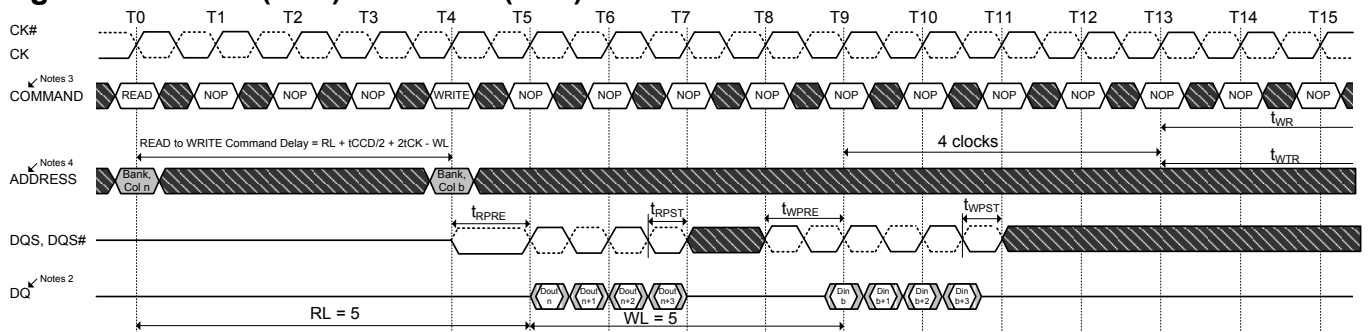 T0 T1 T2 T3 T4 T5 T6 T7 T8 T9 T10 T11 T12 T13 T14 T15
CK#
CK
Notes 3
COMMAND READ NOP NOP NOP WRITE NOP NOP NOP NOP NOP NOP NOP NOP NOP NOP NOP
tWR
READ to WRITE Command Delay = RL + tCCD/2 + 2tCK - WL
4 clocks
Notes 4
tWTR
ADDRESS Bank, Col n Bank, Col b
tRPRE tRPST tWPRE tWPST
DQS, DQS#
Notes 2
DQ Dout n Dout n+1 Dout n+2 Dout n+3 Din b Din b+1 Din b+2 Din b+3
RL = 5 WL = 5